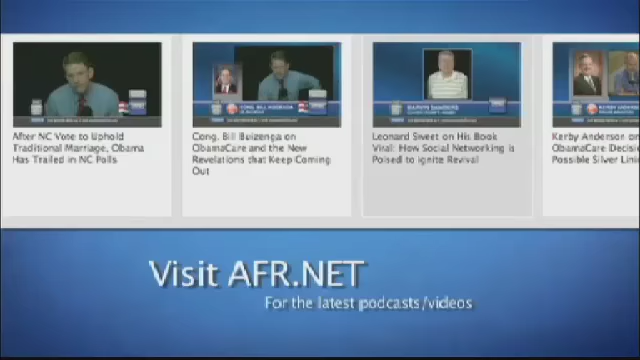 After NC Vote to Uphold
Traditional Marriage, Obama
Has Trailed in NC Polls
Cong. Bill Buizenga on
ObamaCare and the New
Revelations that Keep Coming
Out
Leonard Sweet on His Book
Viral: How Social Networking is
Poised to Ignite Revival
Kerby Anderson on
ObamaCare Decisi
Possible Silver Lini
Visit AFR.NET
For the latest podcasts/videos